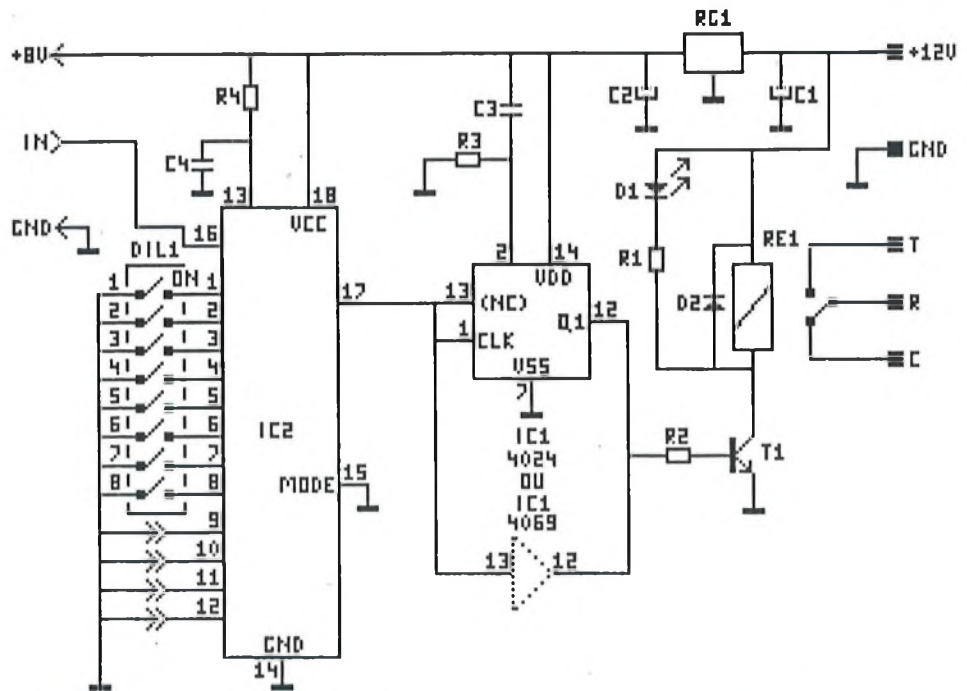 RG1
+8V
+12V
R4
C3
C2
C1
IN
R3
C4
GND
D1
13
18
GND
16
VCC
2
14
T
DIL1
RE1
ON
R1
1
1
17
13
(NC)
VDD
12
D2
R
2
2
1
CLK
Q1
3
3
VSS
C
4
4
7
5
5
IC2
IC1
6
6
4024
R2
T1
7
7
OU
15
8
8
MODE
IC1
9
4069
10
13
12
11
12
GND
14